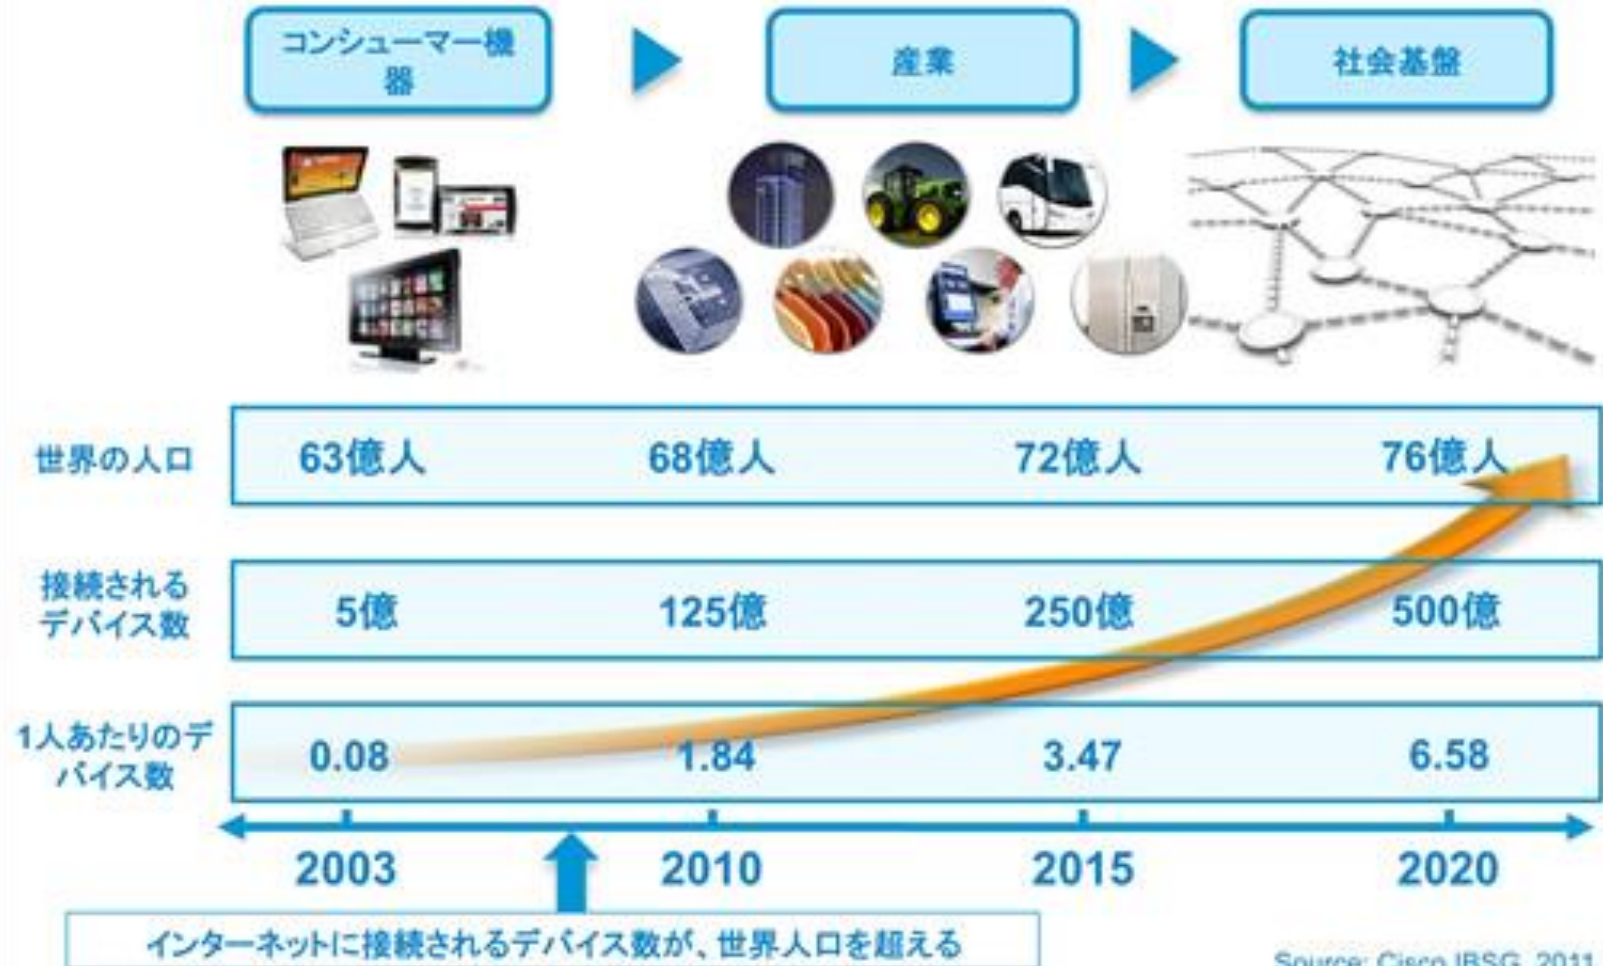 コンシューマー機
器
産業
社会基盤
世界の人口
63億人
68億人
72億人
76億人
接続される
デバイス数
5億
125億
250億
500億
1人あたりのデ
バイス数
0.08
1.84
3.47
6.58
2003
2010
2015
2020
インターネットに接続されるデバイス数が、世界人口を超える
Source: Cisco IBSG, 2011